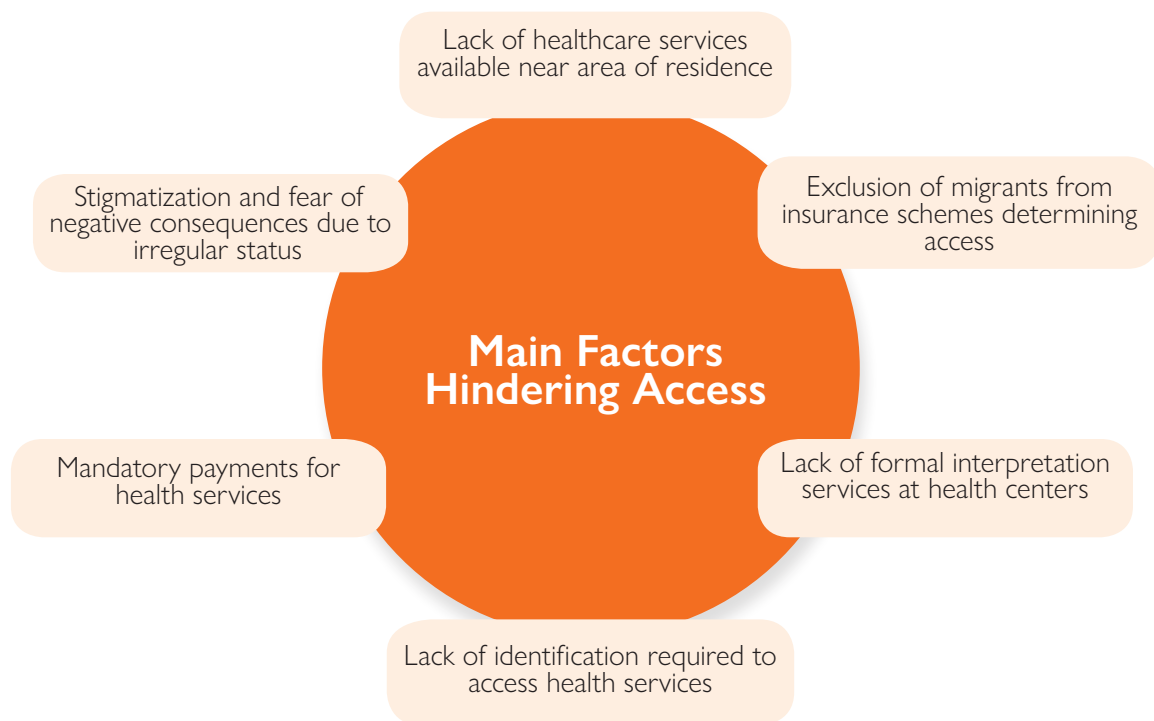 Lack of healthcare services
available near area of residence
Stigmatization and fear of
negative consequences due to
irregular status
Exclusion of migrants from
insurance schemes determining
access
Main Factors
Hindering Access
Mandatory payments for
health services
Lack of formal interpretation
services at health centers
Lack of identification required to
access health services